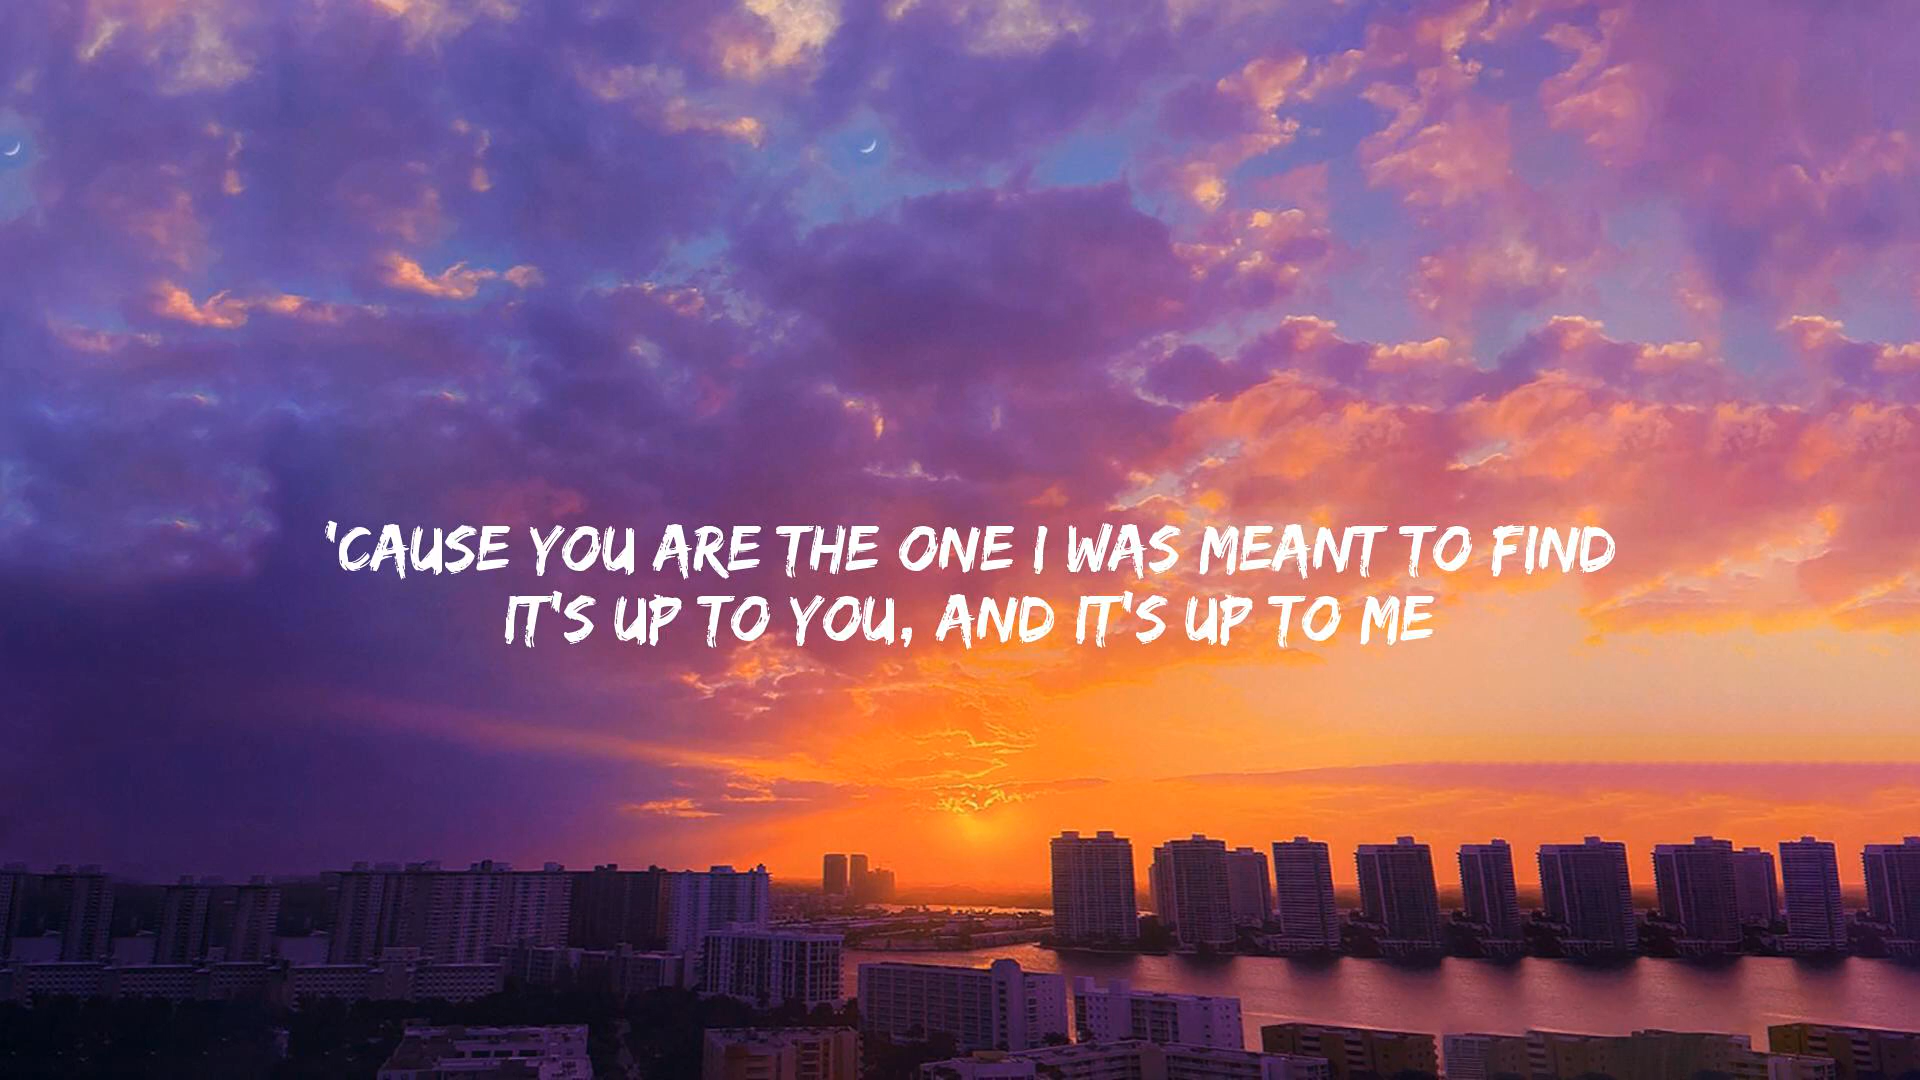 'CAUSE YOU ARE THE ONE I WAS MEANT TO FIND
IT'S UP TO YOU, AND IT'S UP TO ME